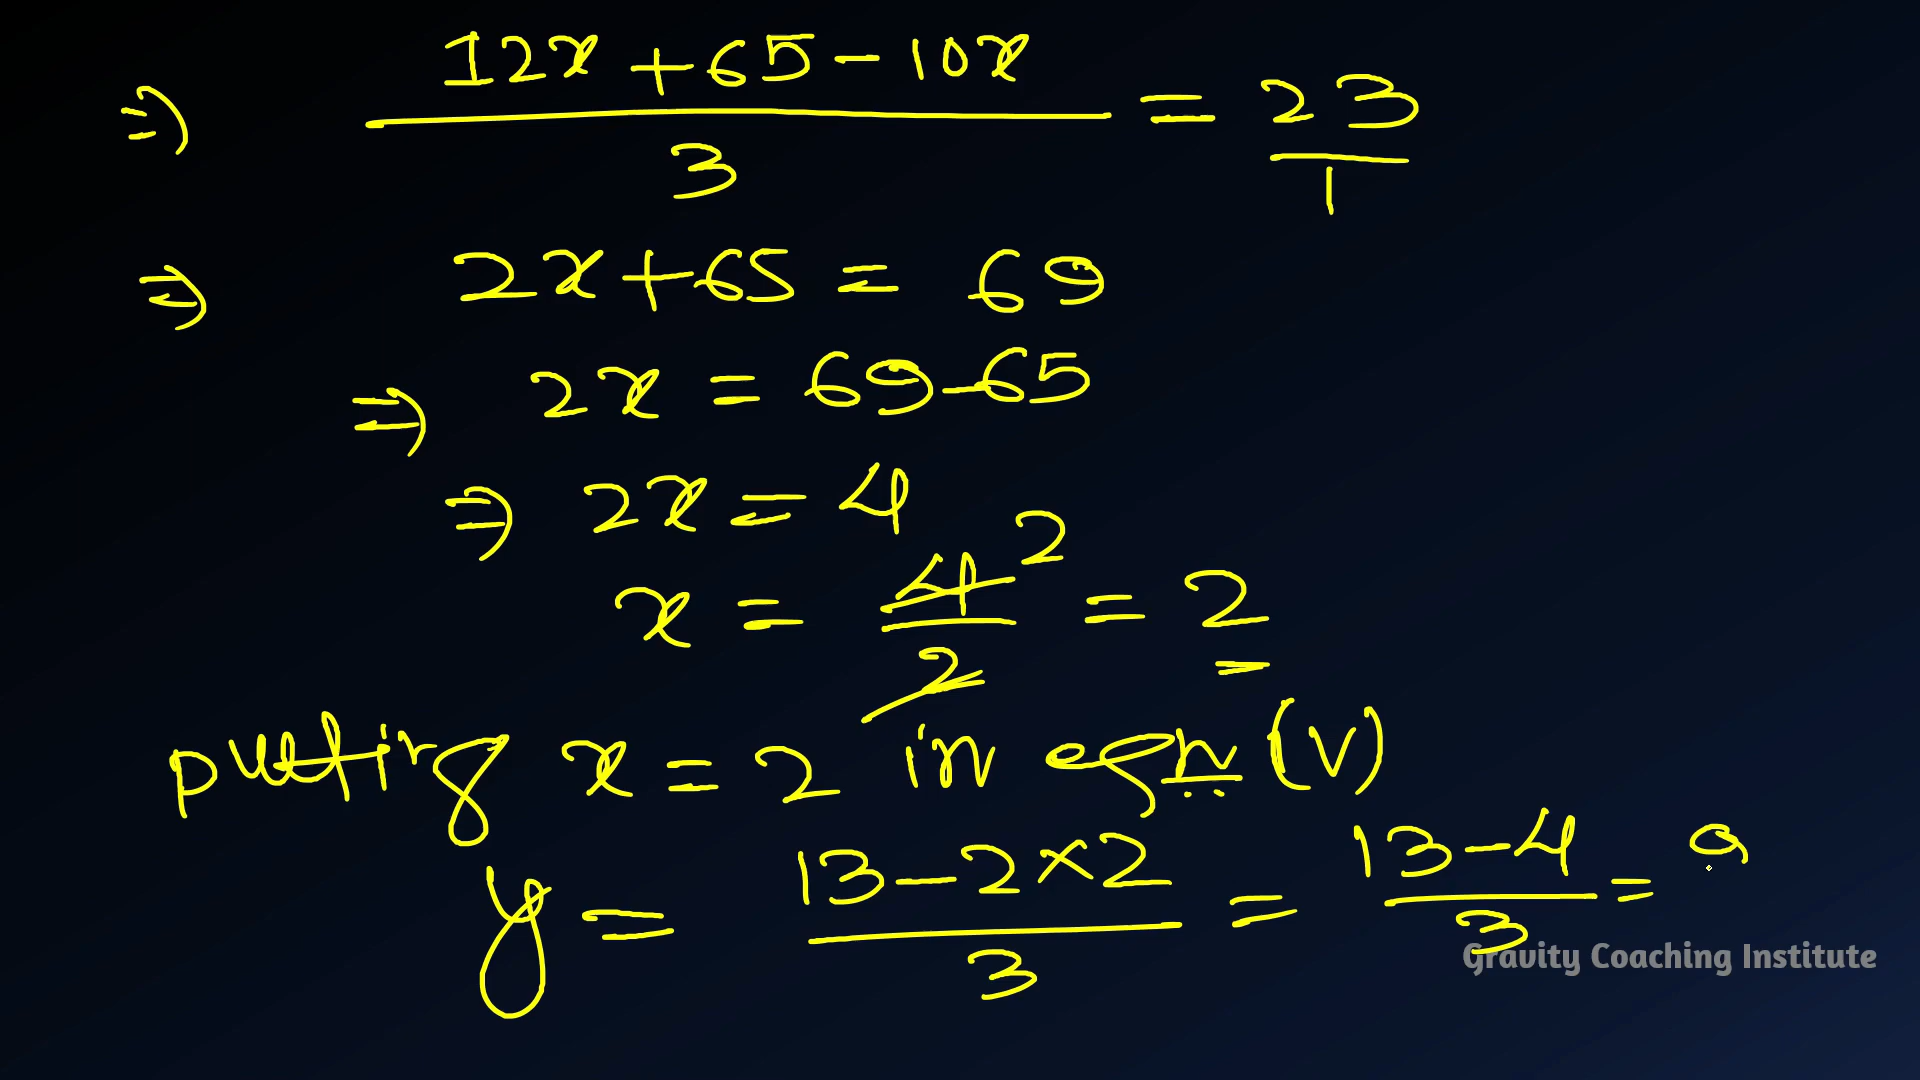 ⇒ (12x + 65 - 10x)/3 = 23/1
⇒ 2x + 65 = 69
⇒ 2x = 69 - 65
⇒ 2x = 4
x = 4/2 2 = 2
putting x = 2 in eqn (V)
y = (13 - 2×2)/3 = (13 - 4)/3 = 9
Gravity Coaching Institute